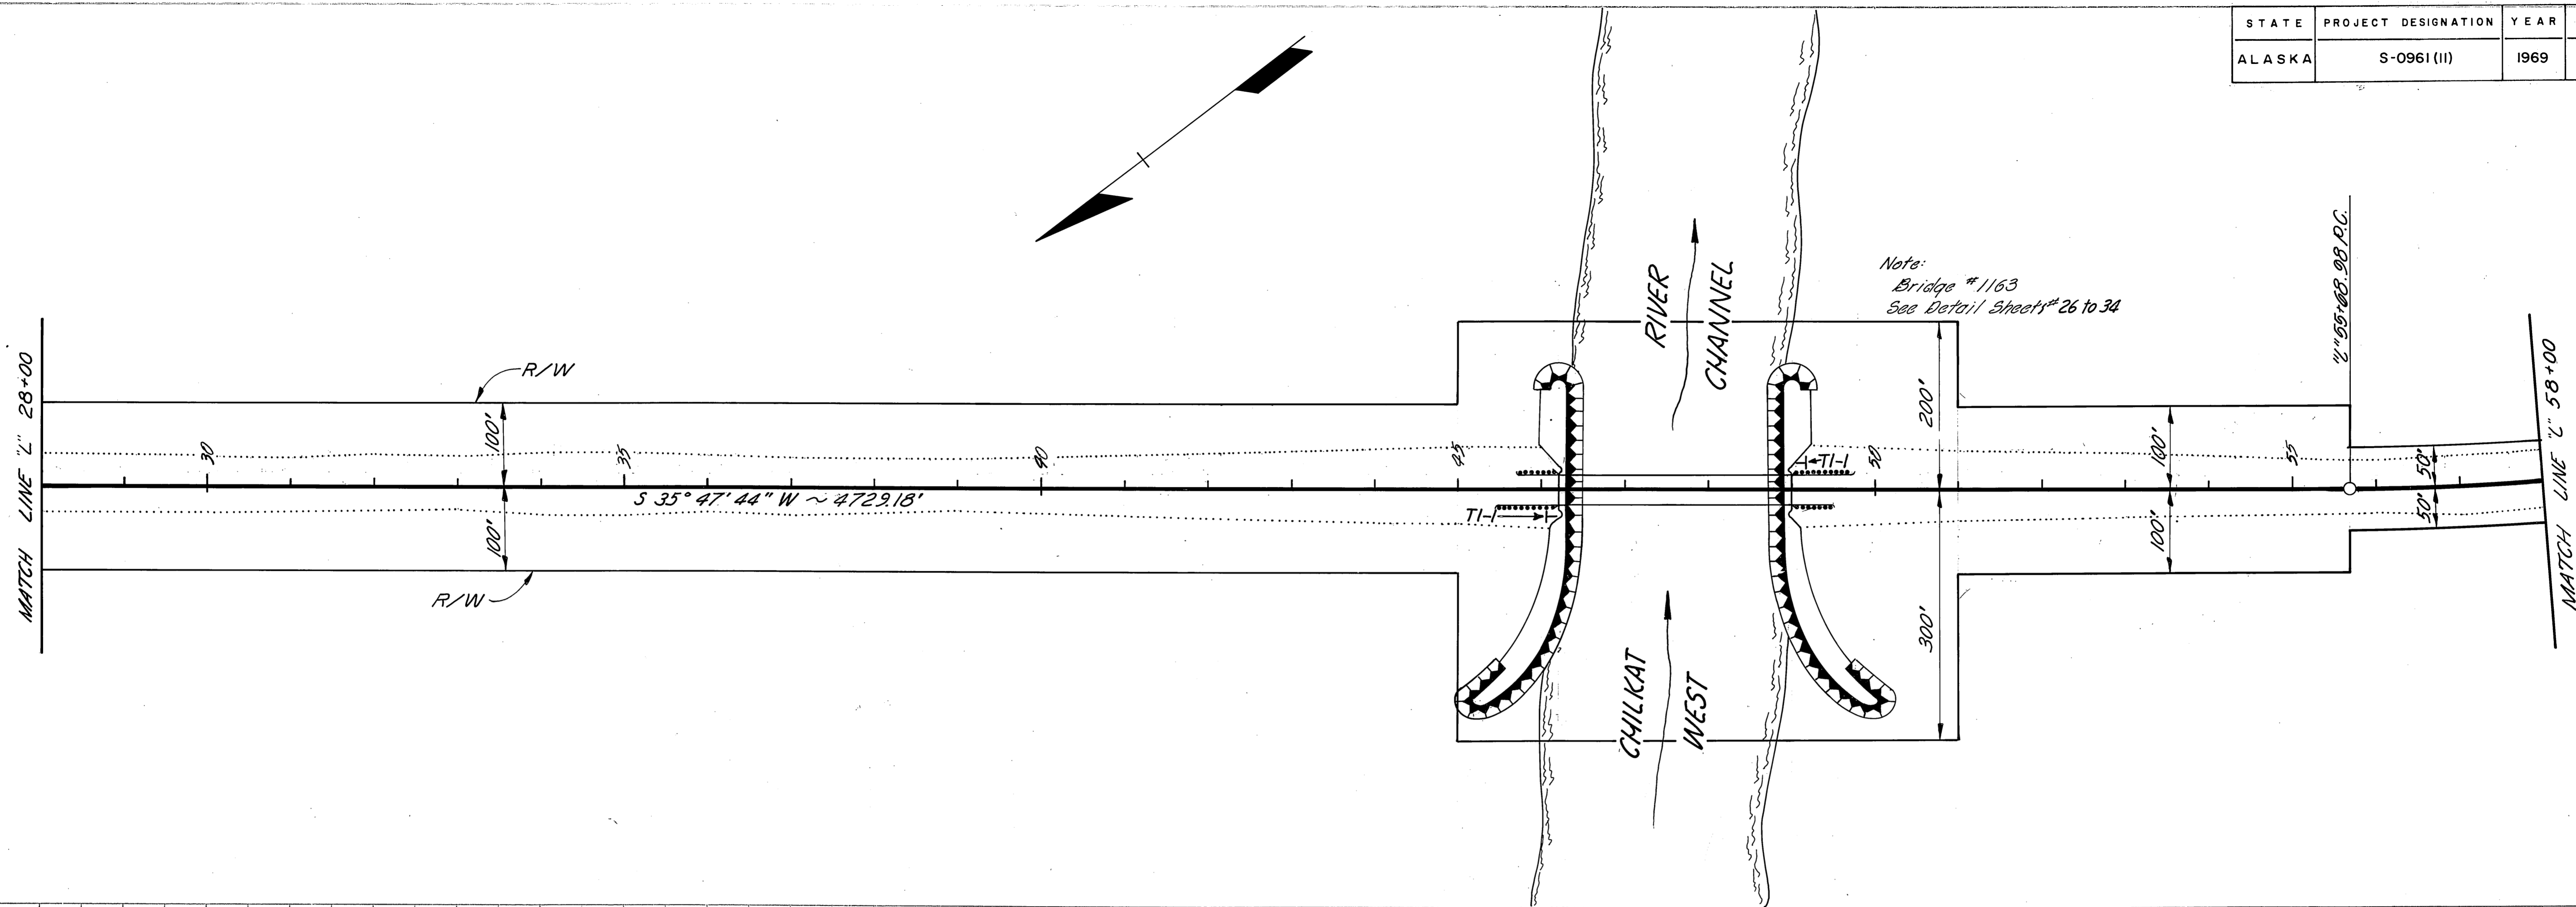 STATE PROJECT DESIGNATION YEAR
ALASKA S-0961 (11) 1969
"L" 55+68.98 P.C.
Note:
Bridge #1163
See Detail Sheets #26 to 34
RIVER
CHANNEL
MATCH LINE "L" 28+00
R/W
100'
200'
100'
50'
30
35
40
45
T1-1
50
55
S 35° 47' 44" W ~ 4729.18'
T1-1
100'
R/W
300'
100'
50'
MATCH LINE "L" 58+00
CHILKAT
WEST